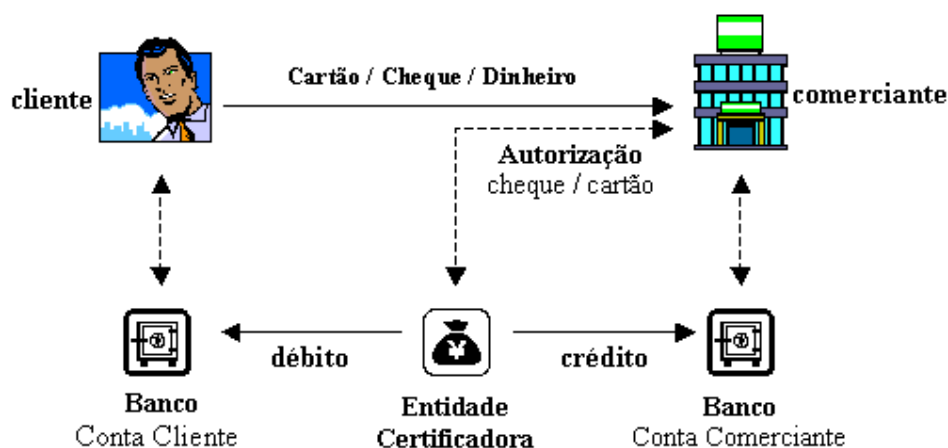 cliente
Cartão / Cheque / Dinheiro
comerciante
Autorização
cheque / cartão
débito
crédito
Banco
Conta Cliente
Entidade
Certificadora
Banco
Conta Comerciante